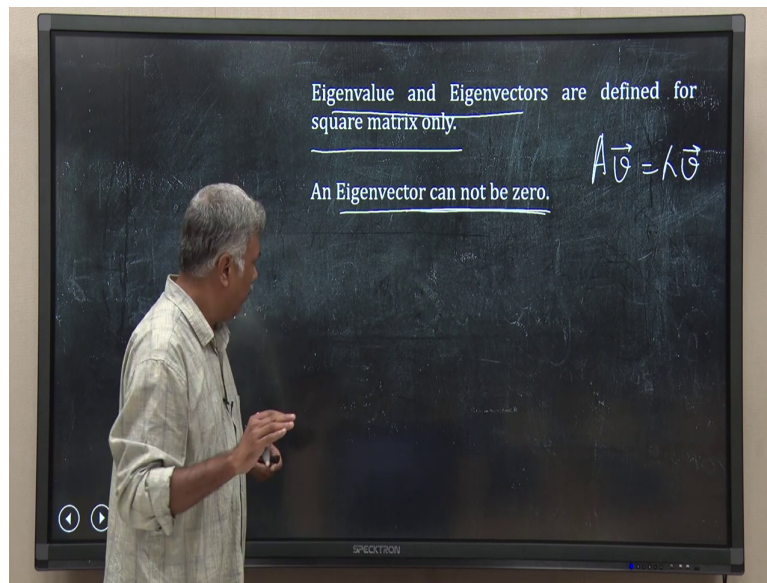 Eigenvalue and Eigenvectors are defined for
square matrix only.
A𝑣⃗ = λ𝑣⃗
An Eigenvector can not be zero.
SPECKTRON